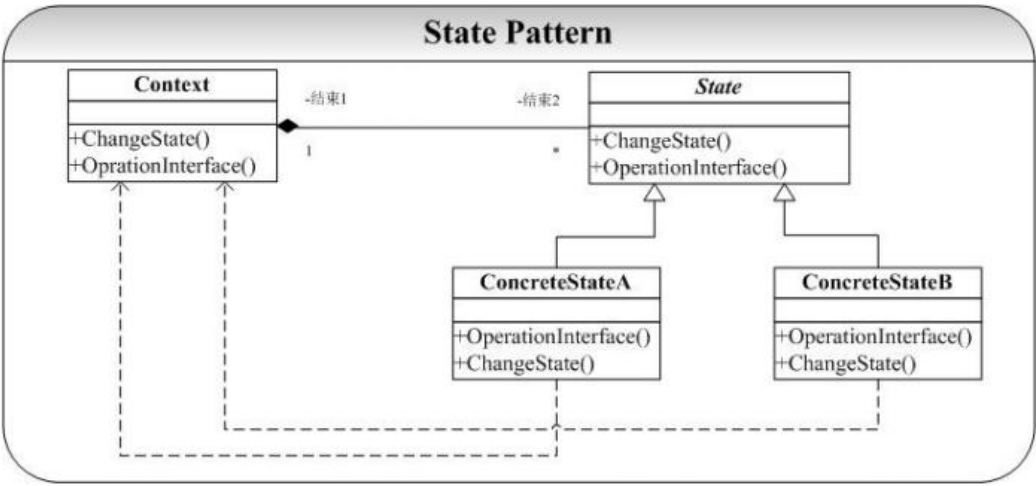 State Pattern
Context
-结束1
-结束2
State
+ChangeState()
+OprationInterface()
1
*
+ChangeState()
+OperationInterface()
ConcreteStateA
ConcreteStateB
+OperationInterface()
+ChangeState()
+OperationInterface()
+ChangeState()